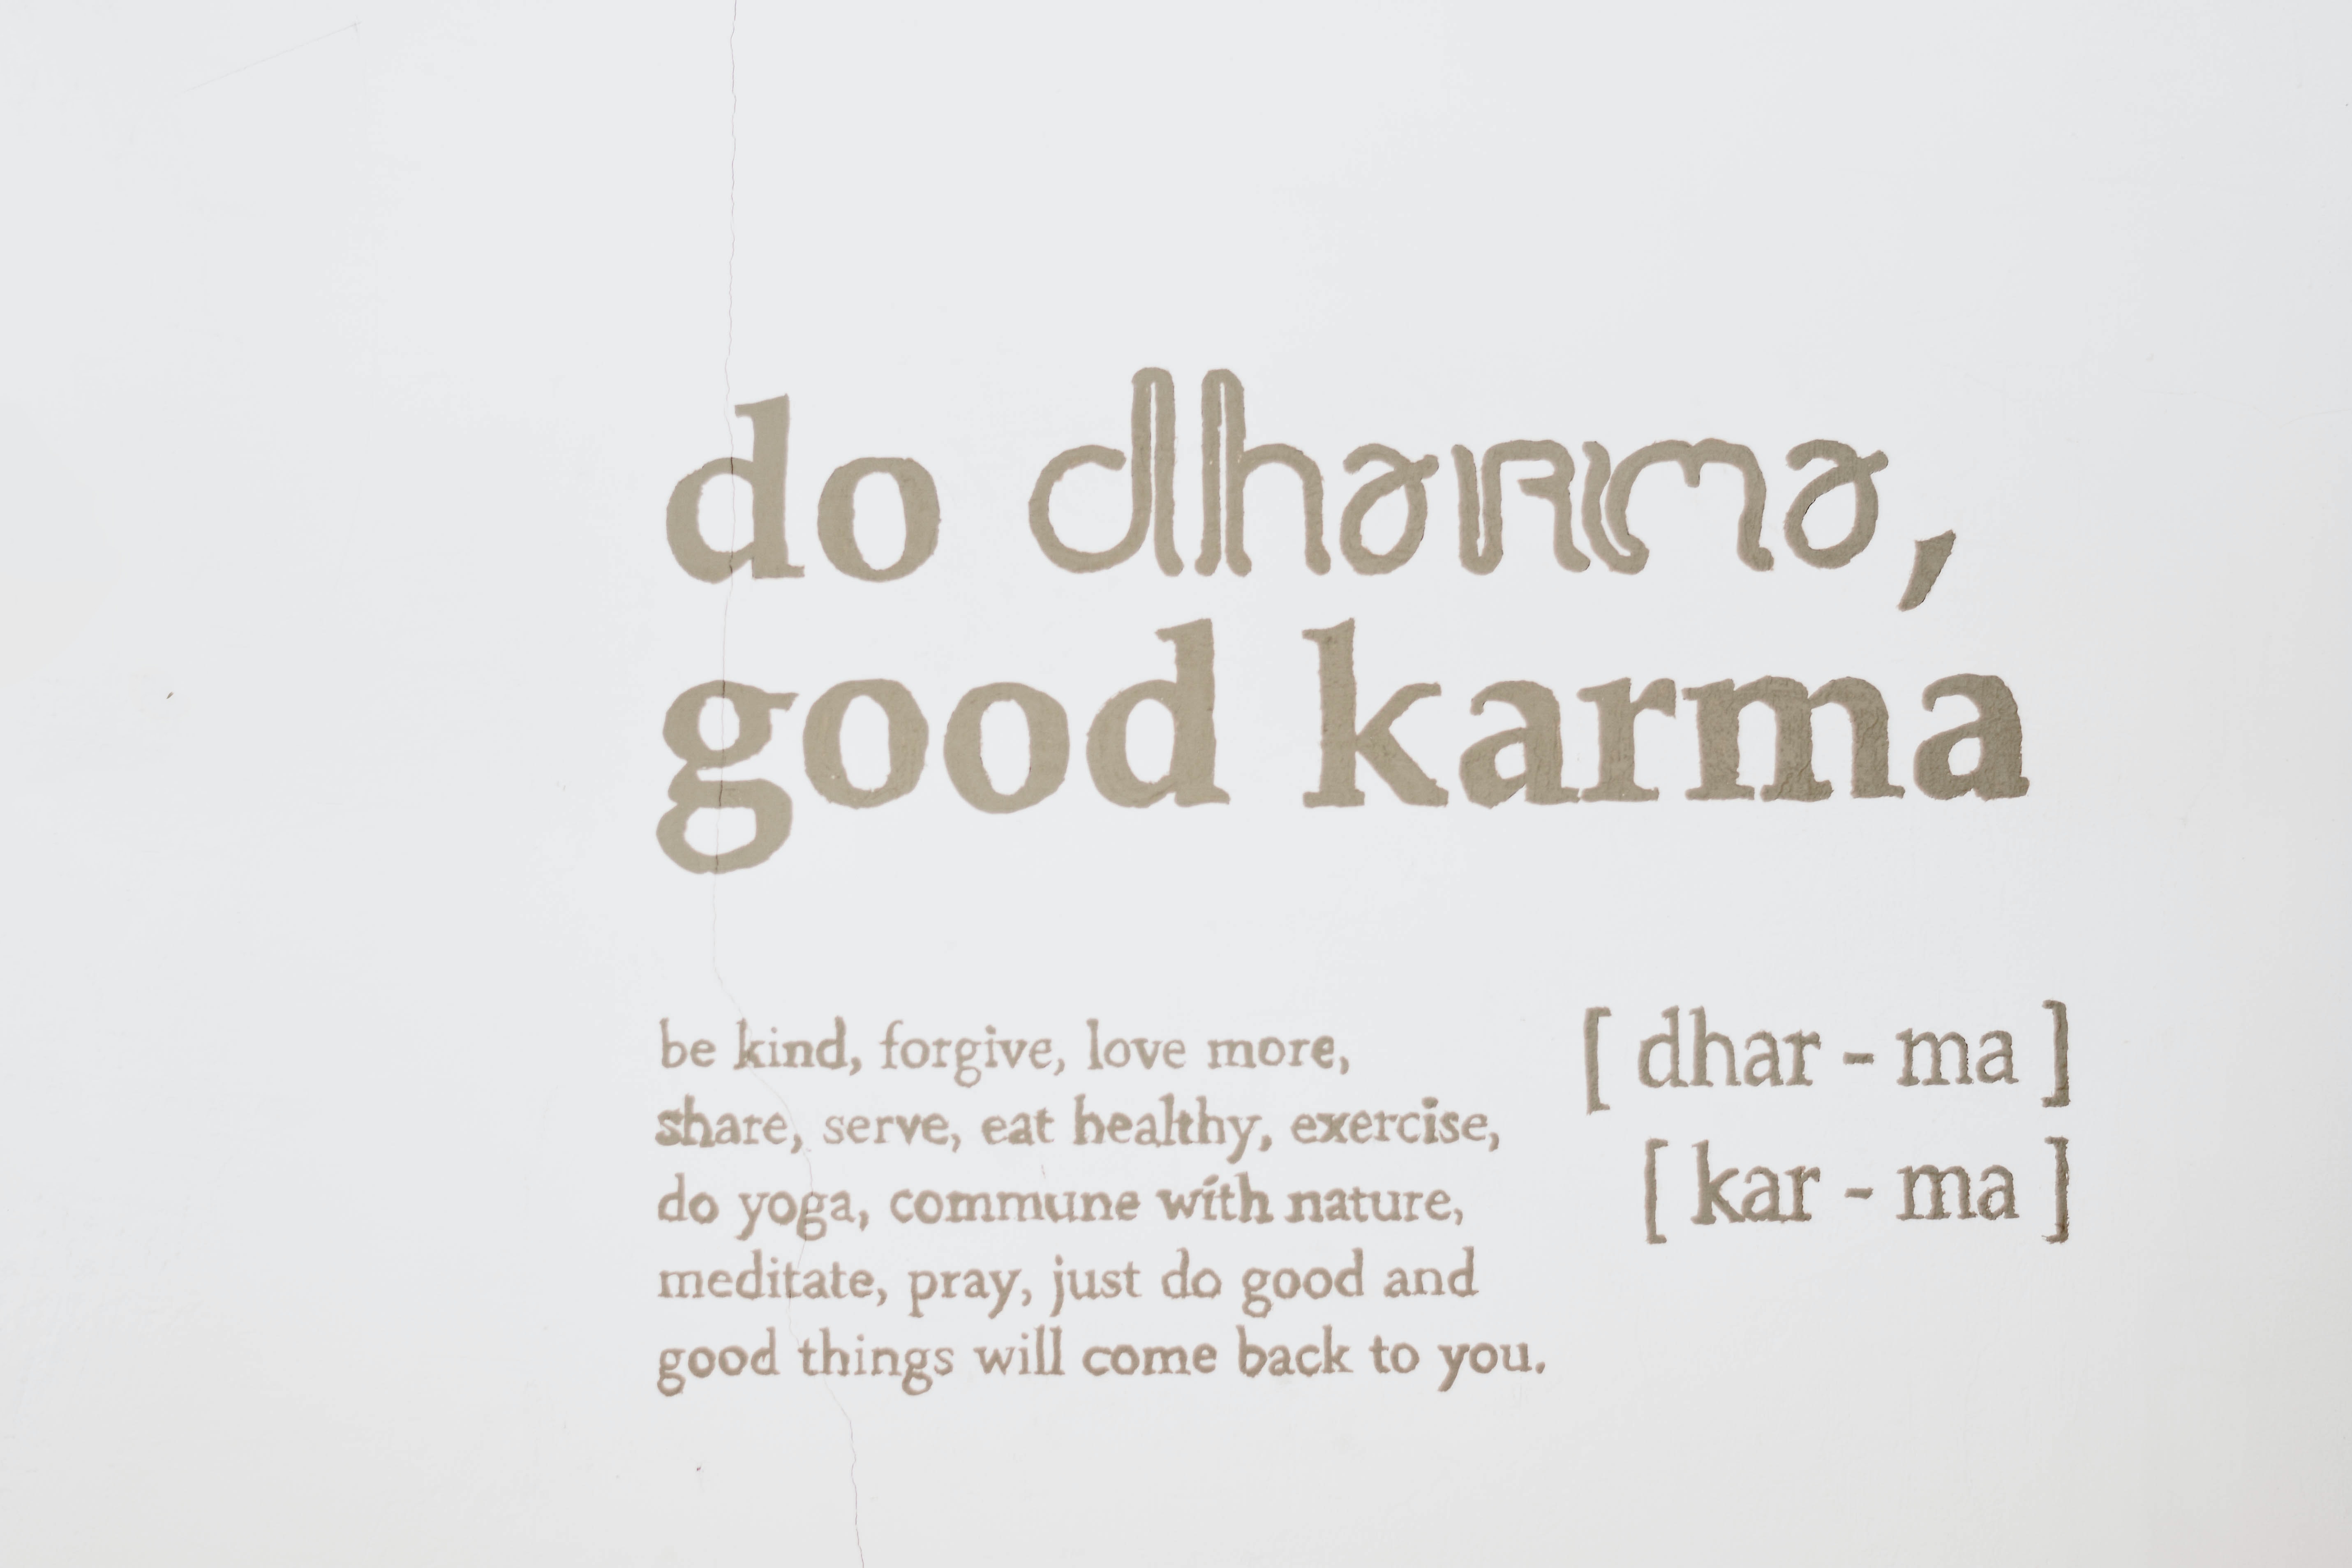 do dharma,
good karma
be kind, forgive, love more,
share, serve, eat healthy, exercise,
do yoga, commune with nature,
meditate, pray, just do good and
good things will come back to you.
[ dhar - ma ]
[ kar - ma ]